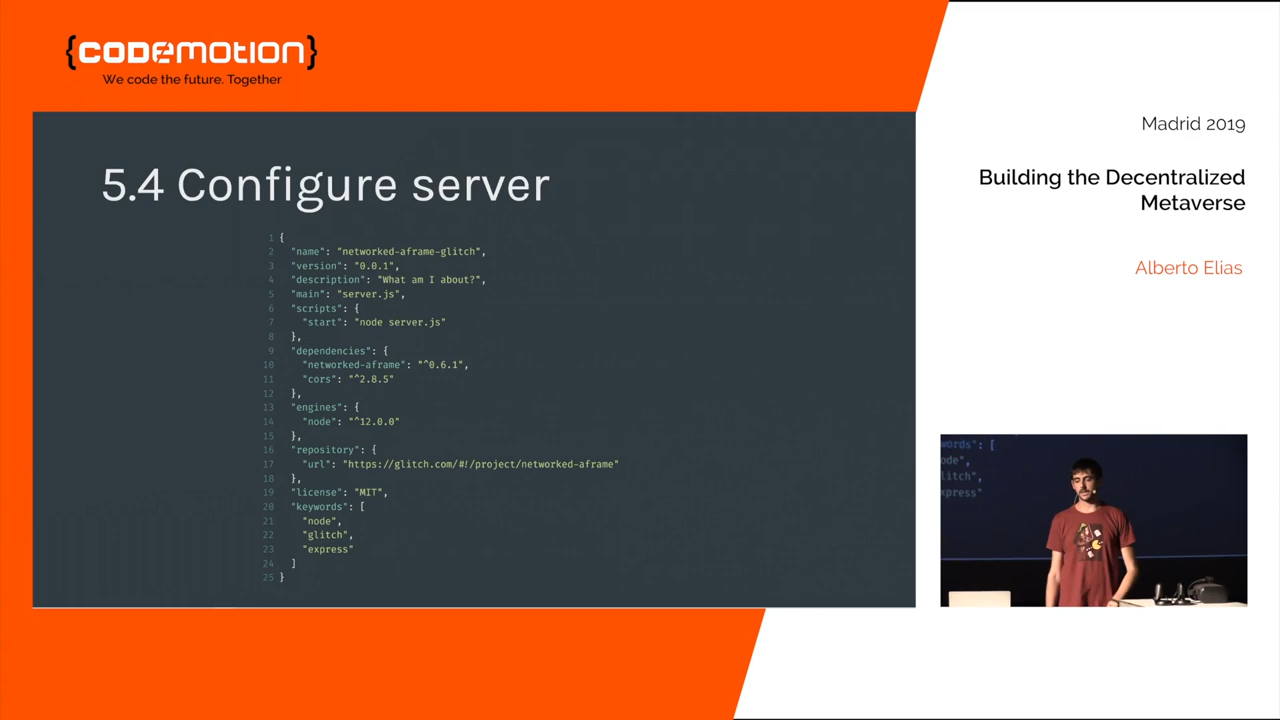 {CODEMOTION}
We code the future. Together
Madrid 2019
Building the Decentralized
Metaverse
Alberto Elias
5.4 Configure server
1 {
2 "name": "networked-aframe-glitch",
3 "version": "0.0.1",
4 "description": "What am I about?",
5 "main": "server.js",
6 "scripts": {
7 "start": "node server.js"
8 },
9 "dependencies": {
10 "networked-aframe": "^0.6.1",
11 "cors": "^2.8.5"
12 },
13 "engines": {
14 "node": "^12.0.0"
15 },
16 "repository": {
17 "url": "https://glitch.com/#!/project/networked-aframe"
18 },
19 "license": "MIT",
20 "keywords": [
21 "node",
22 "glitch",
23 "express"
24 ]
25 }
words": [
ode",
litch",
express"